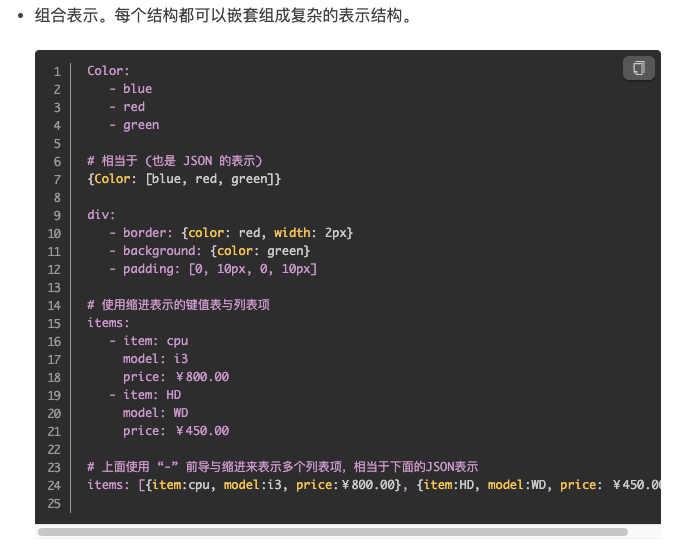 • 组合表示。每个结构都可以嵌套组成复杂的表示结构。
1 Color:
2    - blue
3    - red
4    - green
5
6 # 相当于 (也是 JSON 的表示)
7 {Color: [blue, red, green]}
8
9 div:
10    - border: {color: red, width: 2px}
11    - background: {color: green}
12    - padding: [0, 10px, 0, 10px]
13
14 # 使用缩进表示的键值表与列表项
15 items:
16    - item: cpu
17      model: i3
18      price: ￥800.00
19    - item: HD
20      model: WD
21      price: ￥450.00
22
23 # 上面使用 “-” 前导与缩进来表示多个列表项，相当于下面的JSON表示
24 items: [{item:cpu, model:i3, price:￥800.00}, {item:HD, model:WD, price: ￥450.00
25